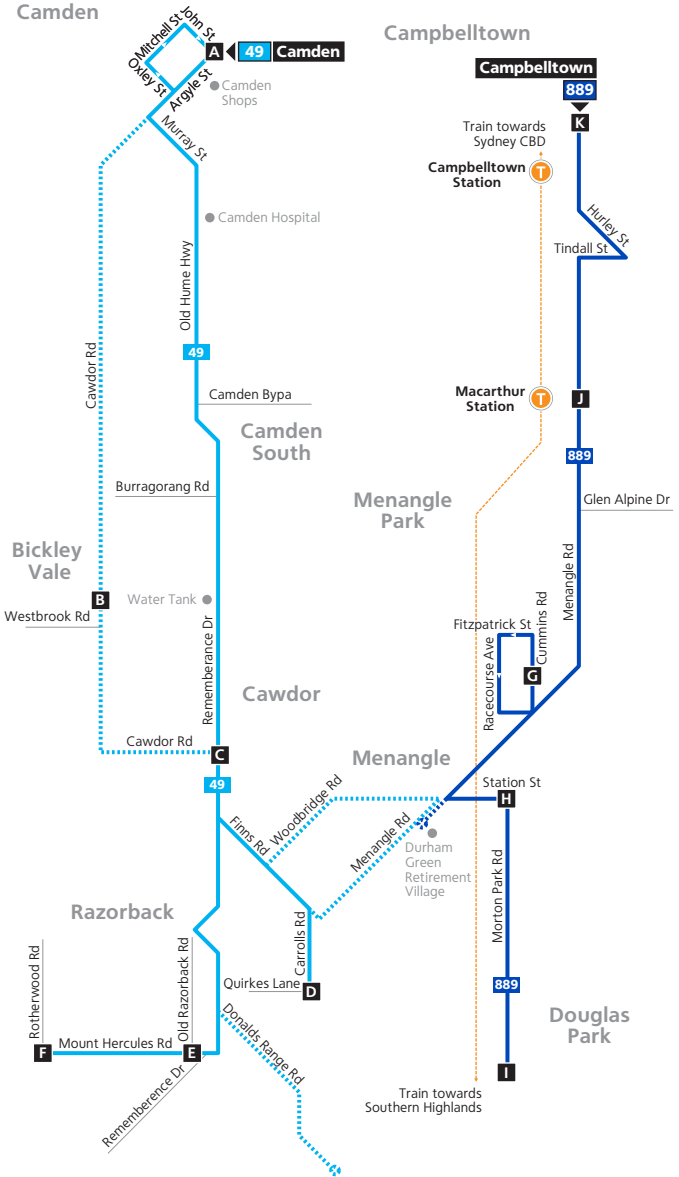 Camden
John St
Mitchell St
Oxley St
Argyle St
A
49
Camden
Camden
Shops
Murray St
Camden Hospital
Old Hume Hwy
49
Cawdor Rd
Camden Bypa
Camden
South
Burragorang Rd
Bickley
Vale
B
Westbrook Rd
Water Tank
Rememberance Dr
Cawdor
Cawdor Rd
C
49
Finns Rd
Woodbridge Rd
Menangle Rd
Razorback
Carrolls Rd
Quirkes Lane
D
Rotherwood Rd
Old Razorback Rd
Mount Hercules Rd
F
E
Rememberence Dr
Donalds Range Rd
Campbelltown
Campbelltown
889
K
Train towards
Sydney CBD
Campbelltown
Station
T
Hurley St
Tindall St
Macarthur
Station
T
J
889
Menangle
Park
Glen Alpine Dr
Menangle Rd
Fitzpatrick St
Cummins Rd
Racecourse Ave
G
Menangle
Station St
H
Durham
Green
Retirement
Village
Morton Park Rd
889
Douglas
Park
I
Train towards
Southern Highlands